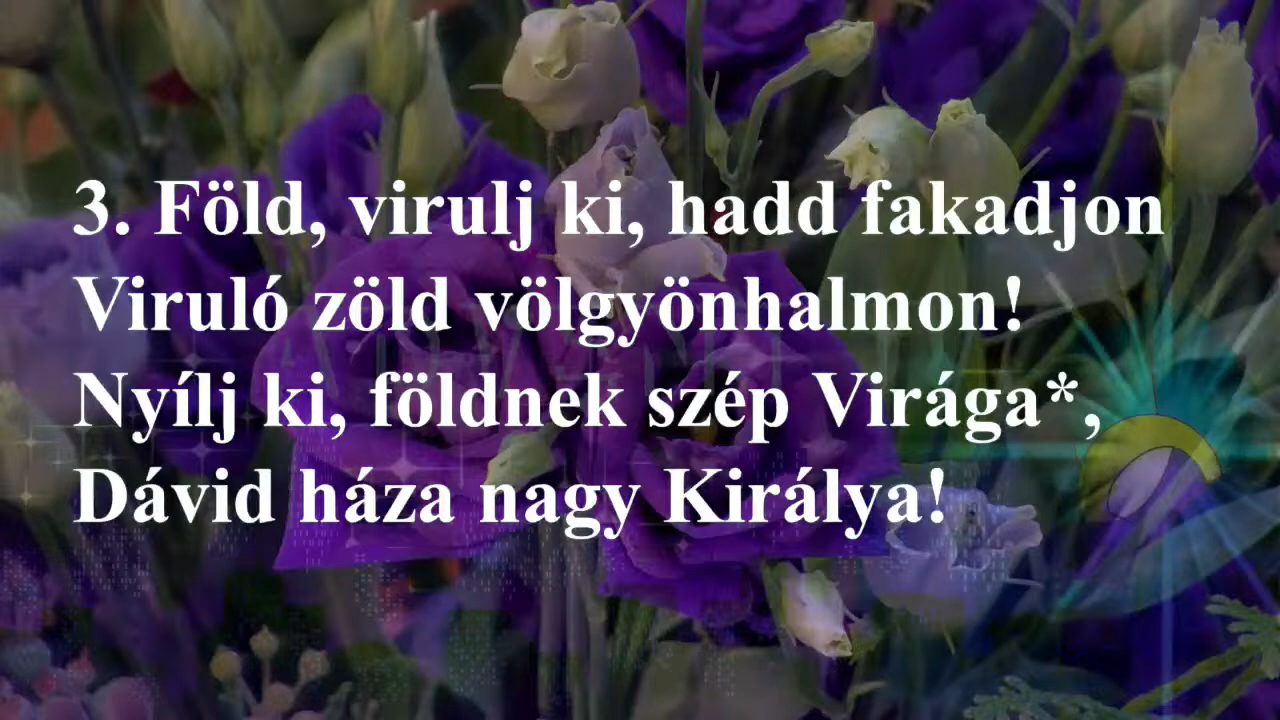 3. Föld, virulj ki, hadd fakadjon
Viruló zöld völgyönhalmon!
Nyílj ki, földnek szép Virága*,
Dávid háza nagy Királya!